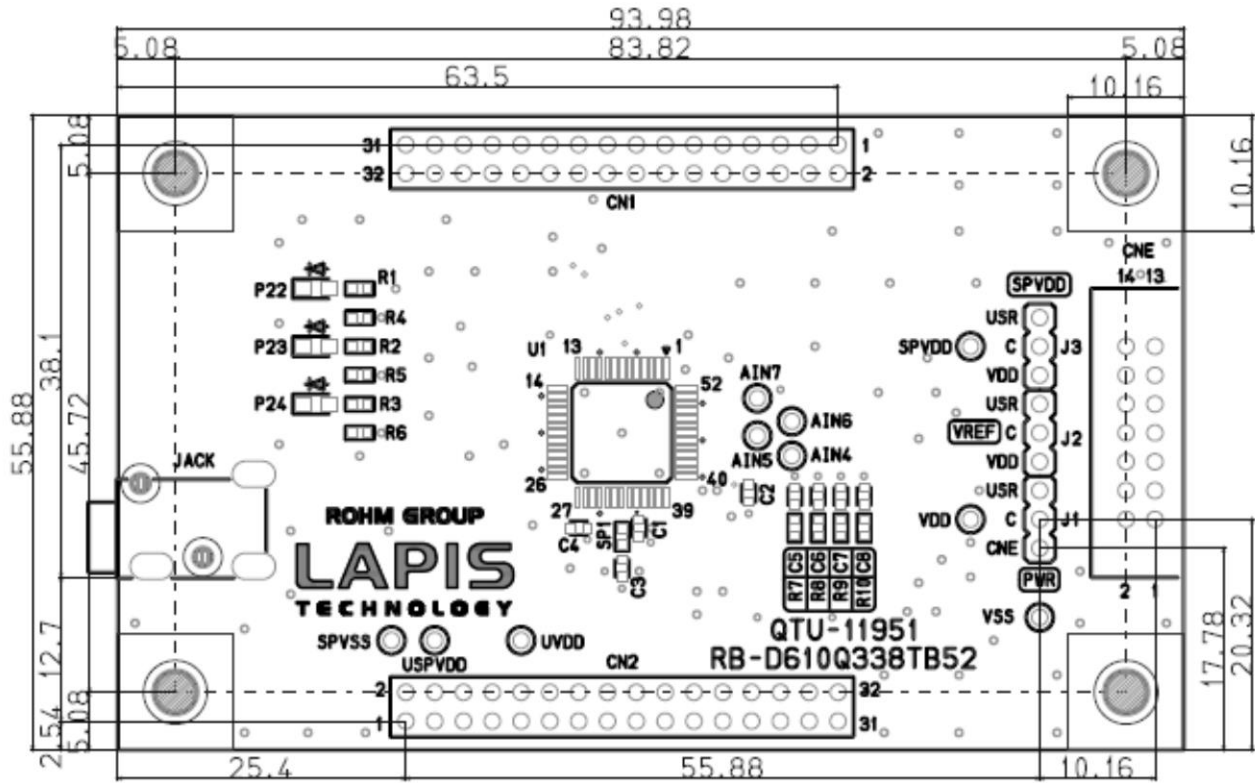 93.98
5.08 83.82 5.08
63.5
10.16
5.08
31 1
32 2
CN1
10.16
CNE
R1
14 13
P22
SPVDD
R4
USR
P23 R2
U1 13 1
SPVDD C J3
R5
14 52
AIN7
VDD
P24 R3
USR
AIN6
R6
VREF C J2
AIN5 AIN4
38.1
45.72
55.88
JACK
VDD
26 40
C2
USR
ROHM GROUP
27 39
VDD C J1
C4 SP1 C1
LAPIS
CNE
C3
R7 C5
R8 C6
R9 C7
R10 C8
PWR
2 1
TECHNOLOGY
VSS
QTU-11951
SPVSS USPVDD UVDD
CN2
RB-D610Q338TB52
12.7
17.78
20.32
2 32
1 31
2.54
5.08
25.4 55.88 10.16